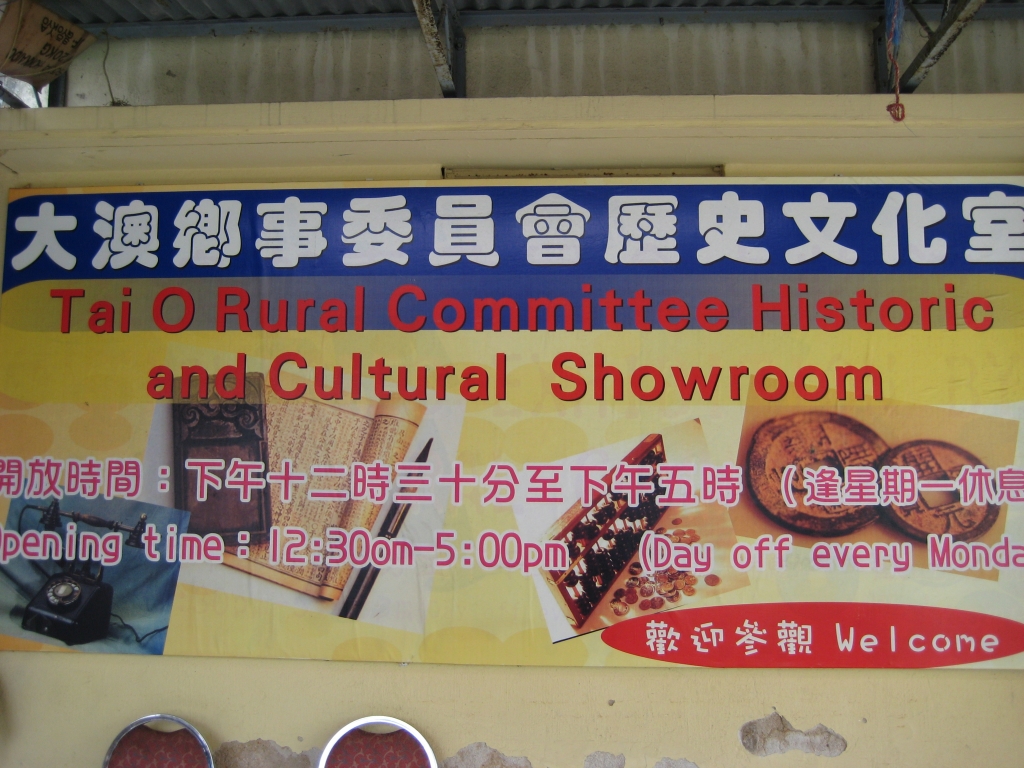 大澳鄉事委員會歷史文化室
Tai O Rural Committee Historic
and Cultural Showroom
開放時間：下午十二時三十分至下午五時 （逢星期一休息
Opening time：12:30om-5:00pm (Day off every Monda
歡迎參觀 Welcome